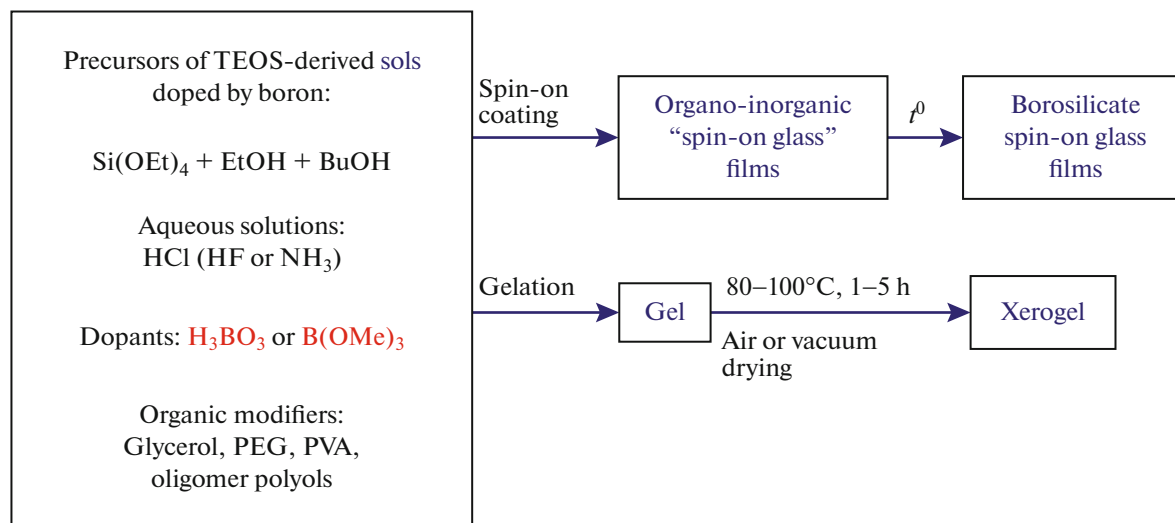 Precursors of TEOS-derived sols
doped by boron:
Si(OEt)₄ + EtOH + BuOH
Aqueous solutions:
HCl (HF or NH₃)
Dopants: H₃BO₃ or B(OMe)₃
Organic modifiers:
Glycerol, PEG, PVA,
oligomer polyols
Spin-on
coating
Organo-inorganic
“spin-on glass”
films
t⁰
Borosilicate
spin-on glass
films
Gelation
Gel
80–100°C, 1–5 h
Air or vacuum
drying
Xerogel